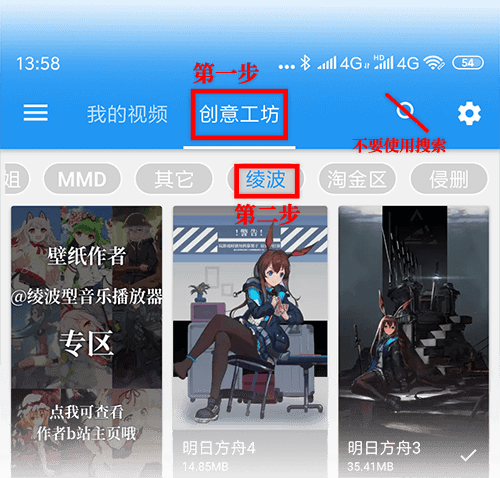 13:58
4G
HD
4G
54
第一步
我的视频
创意工坊
不要使用搜索
姐
MMD
其它
绫波
淘金区
侵删
第二步
壁纸作者
@绫波型音乐播放器
专区
点我可查看
作者b站主页哦
！警告！
明日方舟4
14.85MB
明日方舟3
35.41MB